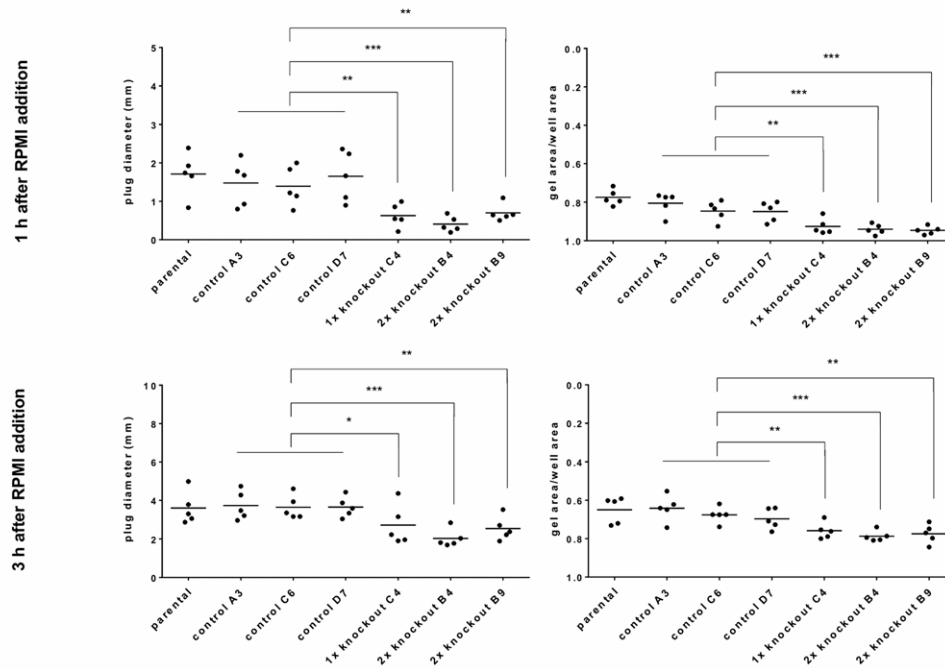 1 h after RPMI addition
plug diameter (mm)
5
4
3
2
1
0
**
***
**
parental
control A3
control C6
control D7
1x knockout C4
2x knockout B4
2x knockout B9
gel area/well area
0.0
0.2
0.4
0.6
0.8
1.0
***
***
**
parental
control A3
control C6
control D7
1x knockout C4
2x knockout B4
2x knockout B9
3 h after RPMI addition
plug diameter (mm)
10
8
6
4
2
0
**
***
*
parental
control A3
control C6
control D7
1x knockout C4
2x knockout B4
2x knockout B9
gel area/well area
0.0
0.2
0.4
0.6
0.8
1.0
**
***
**
parental
control A3
control C6
control D7
1x knockout C4
2x knockout B4
2x knockout B9